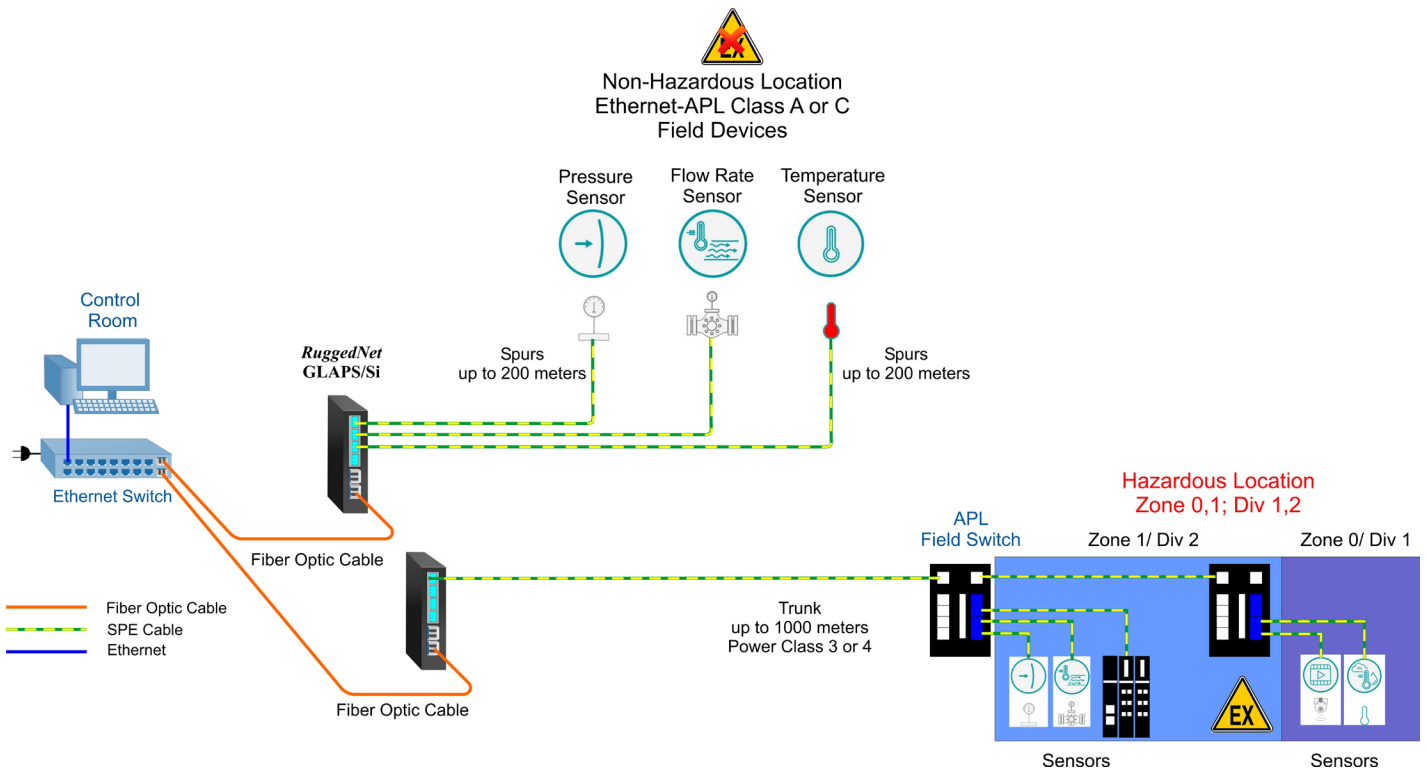 EX
Non-Hazardous Location
Ethernet-APL Class A or C
Field Devices
Pressure
Sensor
Flow Rate
Sensor
Temperature
Sensor
Control
Room
RuggedNet
GLAPS/Si
Spurs
up to 200 meters
Spurs
up to 200 meters
Ethernet Switch
Fiber Optic Cable
Hazardous Location
Zone 0,1; Div 1,2
APL
Field Switch
Zone 1/ Div 2
Zone 0/ Div 1
Fiber Optic Cable
SPE Cable
Ethernet
Trunk
up to 1000 meters
Power Class 3 or 4
Fiber Optic Cable
EX
Sensors
Sensors